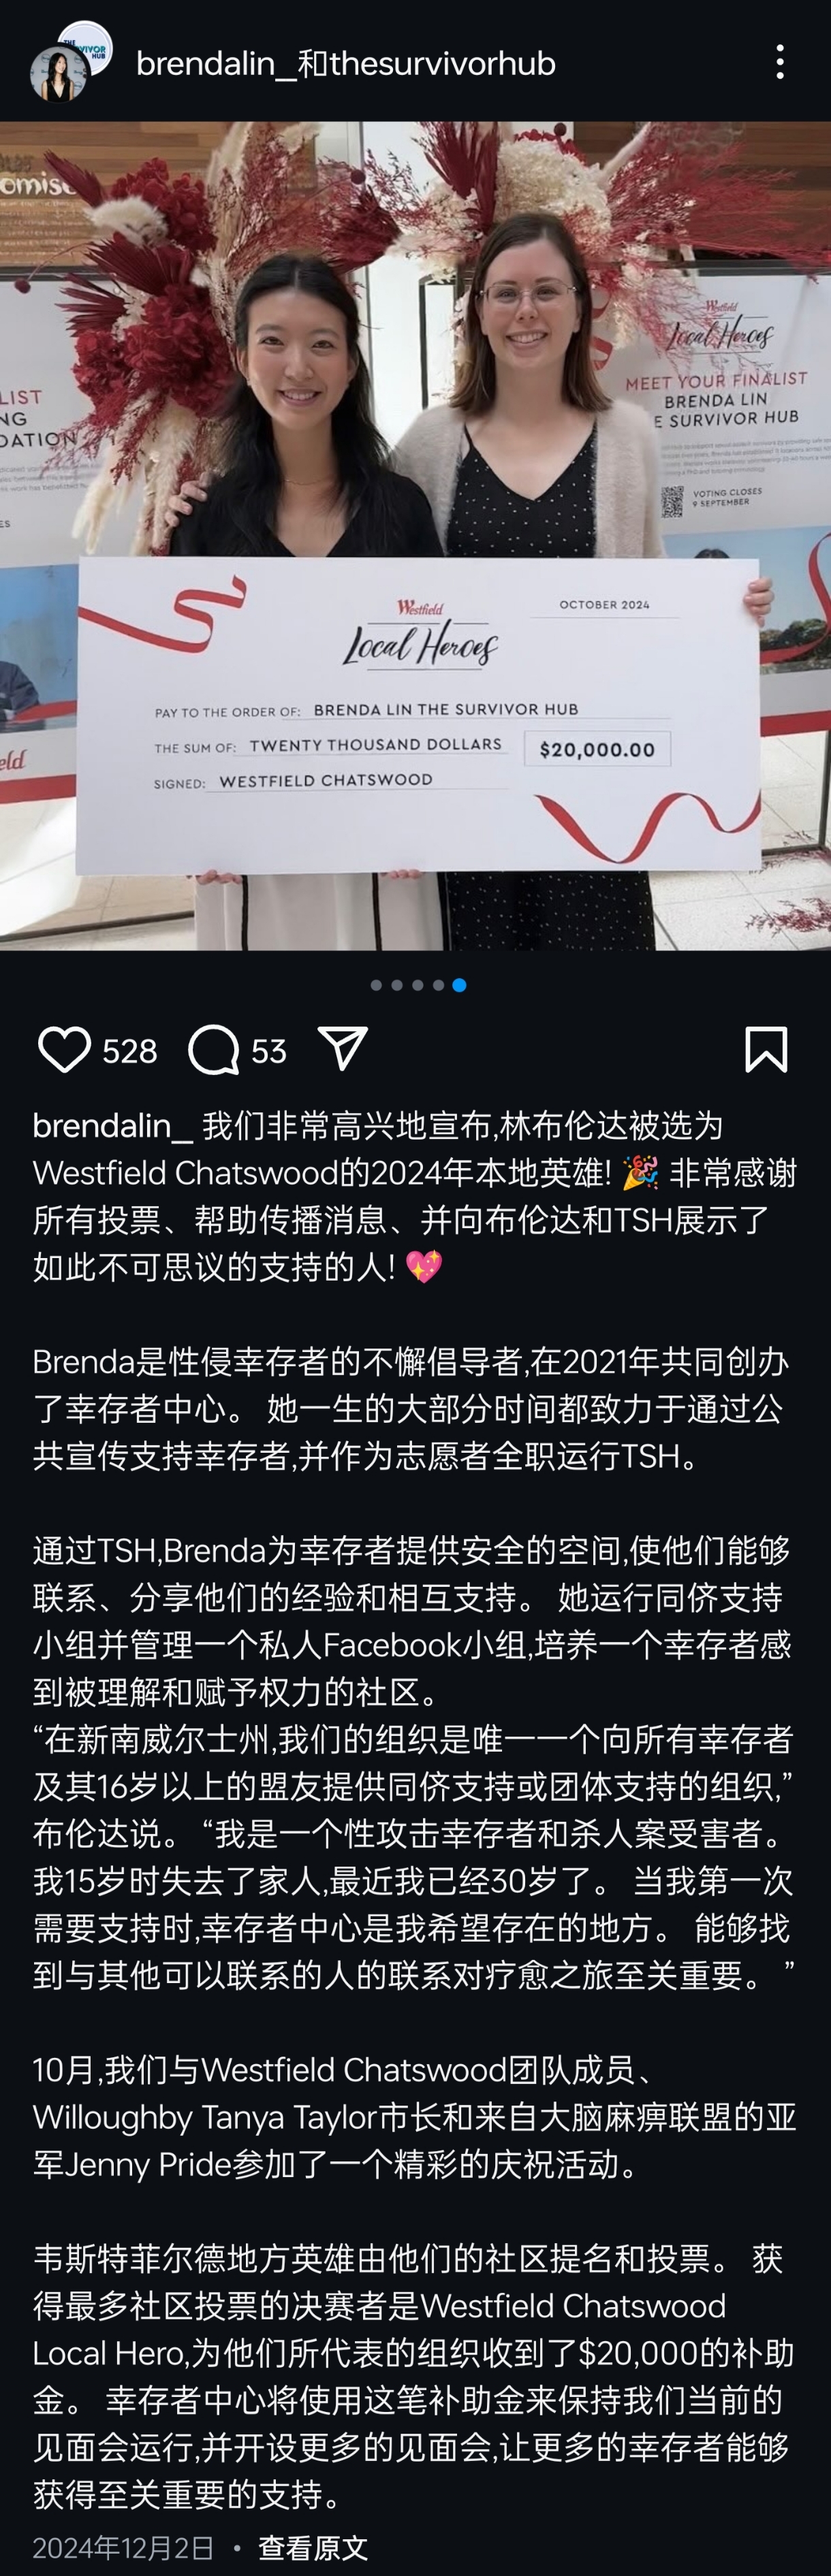 THE
VIVOR
HUB
brendalin_和thesurvivorhub
omise
LIST
NG
DATION
ES
eld
Westfield
Local Heroes
MEET YOUR FINALIST
BRENDA LIN
E SURVIVOR HUB
VOTING CLOSES
9 SEPTEMBER
Westfield
Local Heroes
OCTOBER 2024
PAY TO THE ORDER OF: BRENDA LIN THE SURVIVOR HUB
THE SUM OF: TWENTY THOUSAND DOLLARS $20,000.00
SIGNED: WESTFIELD CHATSWOOD
528 53
brendalin_ 我们非常高兴地宣布,林布伦达被选为
Westfield Chatswood的2024年本地英雄! 🎉 非常感谢
所有投票、帮助传播消息、并向布伦达和TSH展示了
如此不可思议的支持的人! 💖
Brenda是性侵幸存者的不懈倡导者,在2021年共同创办
了幸存者中心。 她一生的大部分时间都致力于通过公
共宣传支持幸存者,并作为志愿者全职运行TSH。
通过TSH,Brenda为幸存者提供安全的空间,使他们能够
联系、分享他们的经验和相互支持。 她运行同侪支持
小组并管理一个私人Facebook小组,培养一个幸存者感
到被理解和赋予权力的社区。
“在新南威尔士州,我们的组织是唯一一个向所有幸存者
及其16岁以上的盟友提供同侪支持或团体支持的组织,”
布伦达说。 “我是一个性攻击幸存者和杀人案受害者。
我15岁时失去了家人,最近我已经30岁了。 当我第一次
需要支持时,幸存者中心是我希望存在的地方。 能够找
到与其他可以联系的人的联系对疗愈之旅至关重要。 ”
10月,我们与Westfield Chatswood团队成员、
Willoughby Tanya Taylor市长和来自大脑麻痹联盟的亚
军Jenny Pride参加了一个精彩的庆祝活动。
韦斯特菲尔德地方英雄由他们的社区提名和投票。 获
得最多社区投票的决赛者是Westfield Chatswood
Local Hero,为他们所代表的组织收到了$20,000的补助
金。 幸存者中心将使用这笔补助金来保持我们当前的
见面会运行,并开设更多的见面会,让更多的幸存者能够
获得至关重要的支持。
2024年12月2日 • 查看原文